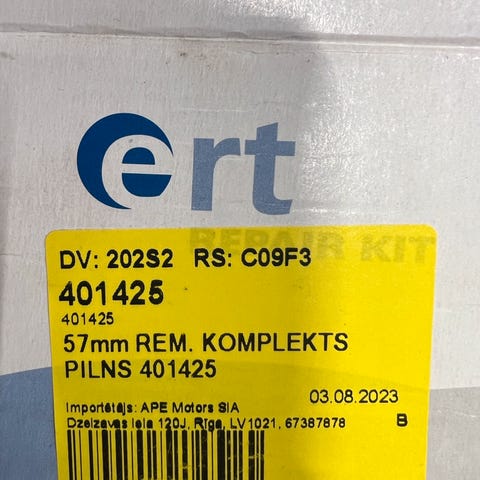 ert
REPAIR KIT
DV: 202S2 RS: C09F3
401425
401425
57mm REM. KOMPLEKTS
PILNS 401425
03.08.2023
Importētājs: APE Motors SIA
Dzelzavas iela 120J, Rīga, LV1021, 67387878 B